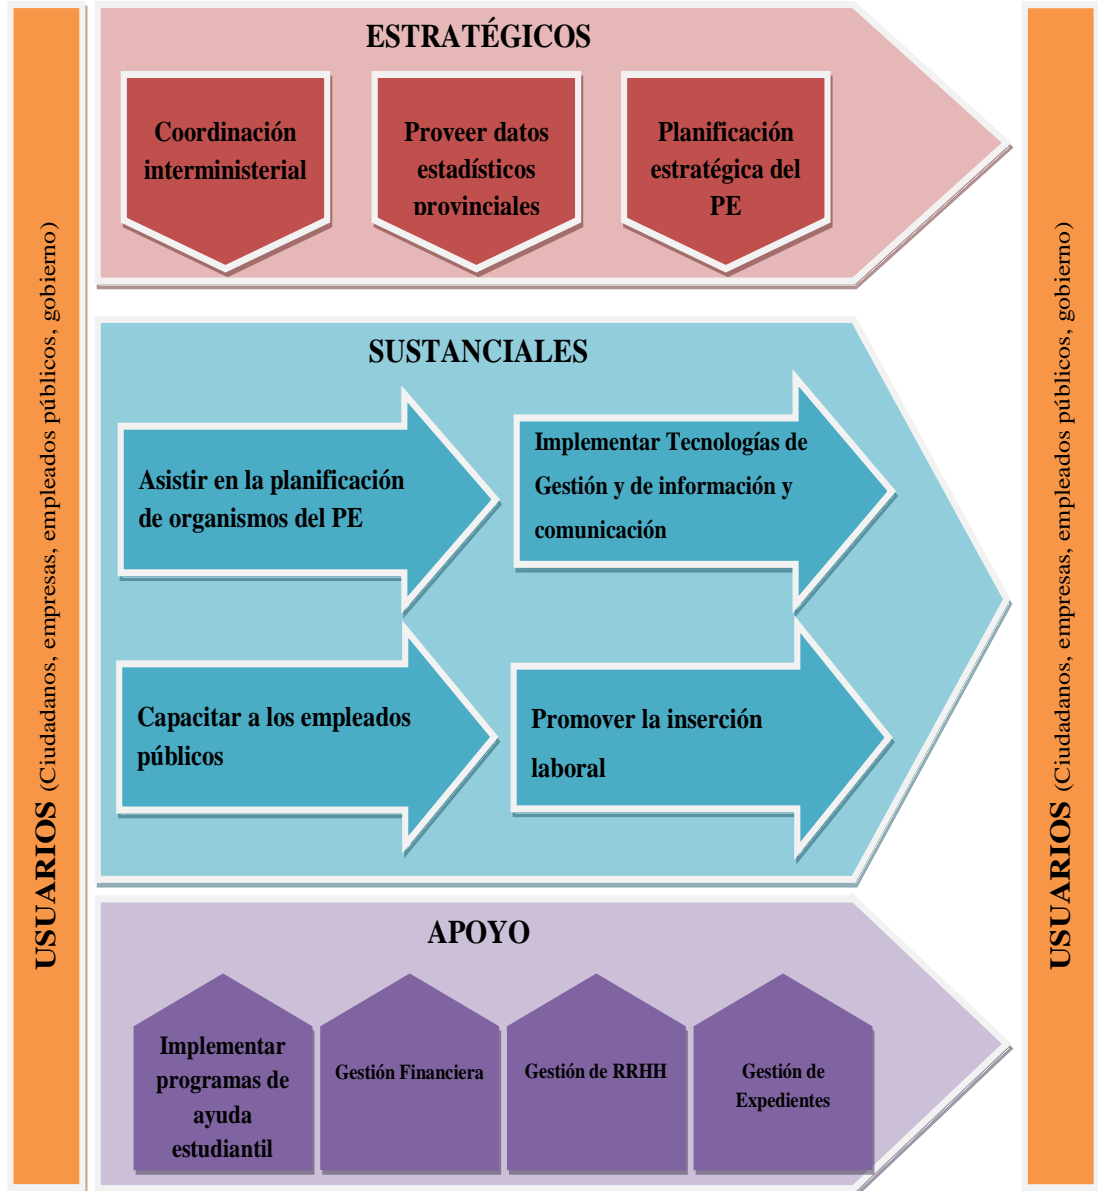 USUARIOS (Ciudadanos, empresas, empleados públicos, gobierno)
ESTRATÉGICOS
Coordinación
interministerial
Proveer datos
estadísticos
provinciales
Planificación
estratégica del
PE
SUSTANCIALES
Asistir en la planificación
de organismos del PE
Implementar Tecnologías de
Gestión y de información y
comunicación
Capacitar a los empleados
públicos
Promover la inserción
laboral
APOYO
Implementar
programas de
ayuda
estudiantil
Gestión Financiera
Gestión de RRHH
Gestión de
Expedientes
USUARIOS (Ciudadanos, empresas, empleados públicos, gobierno)